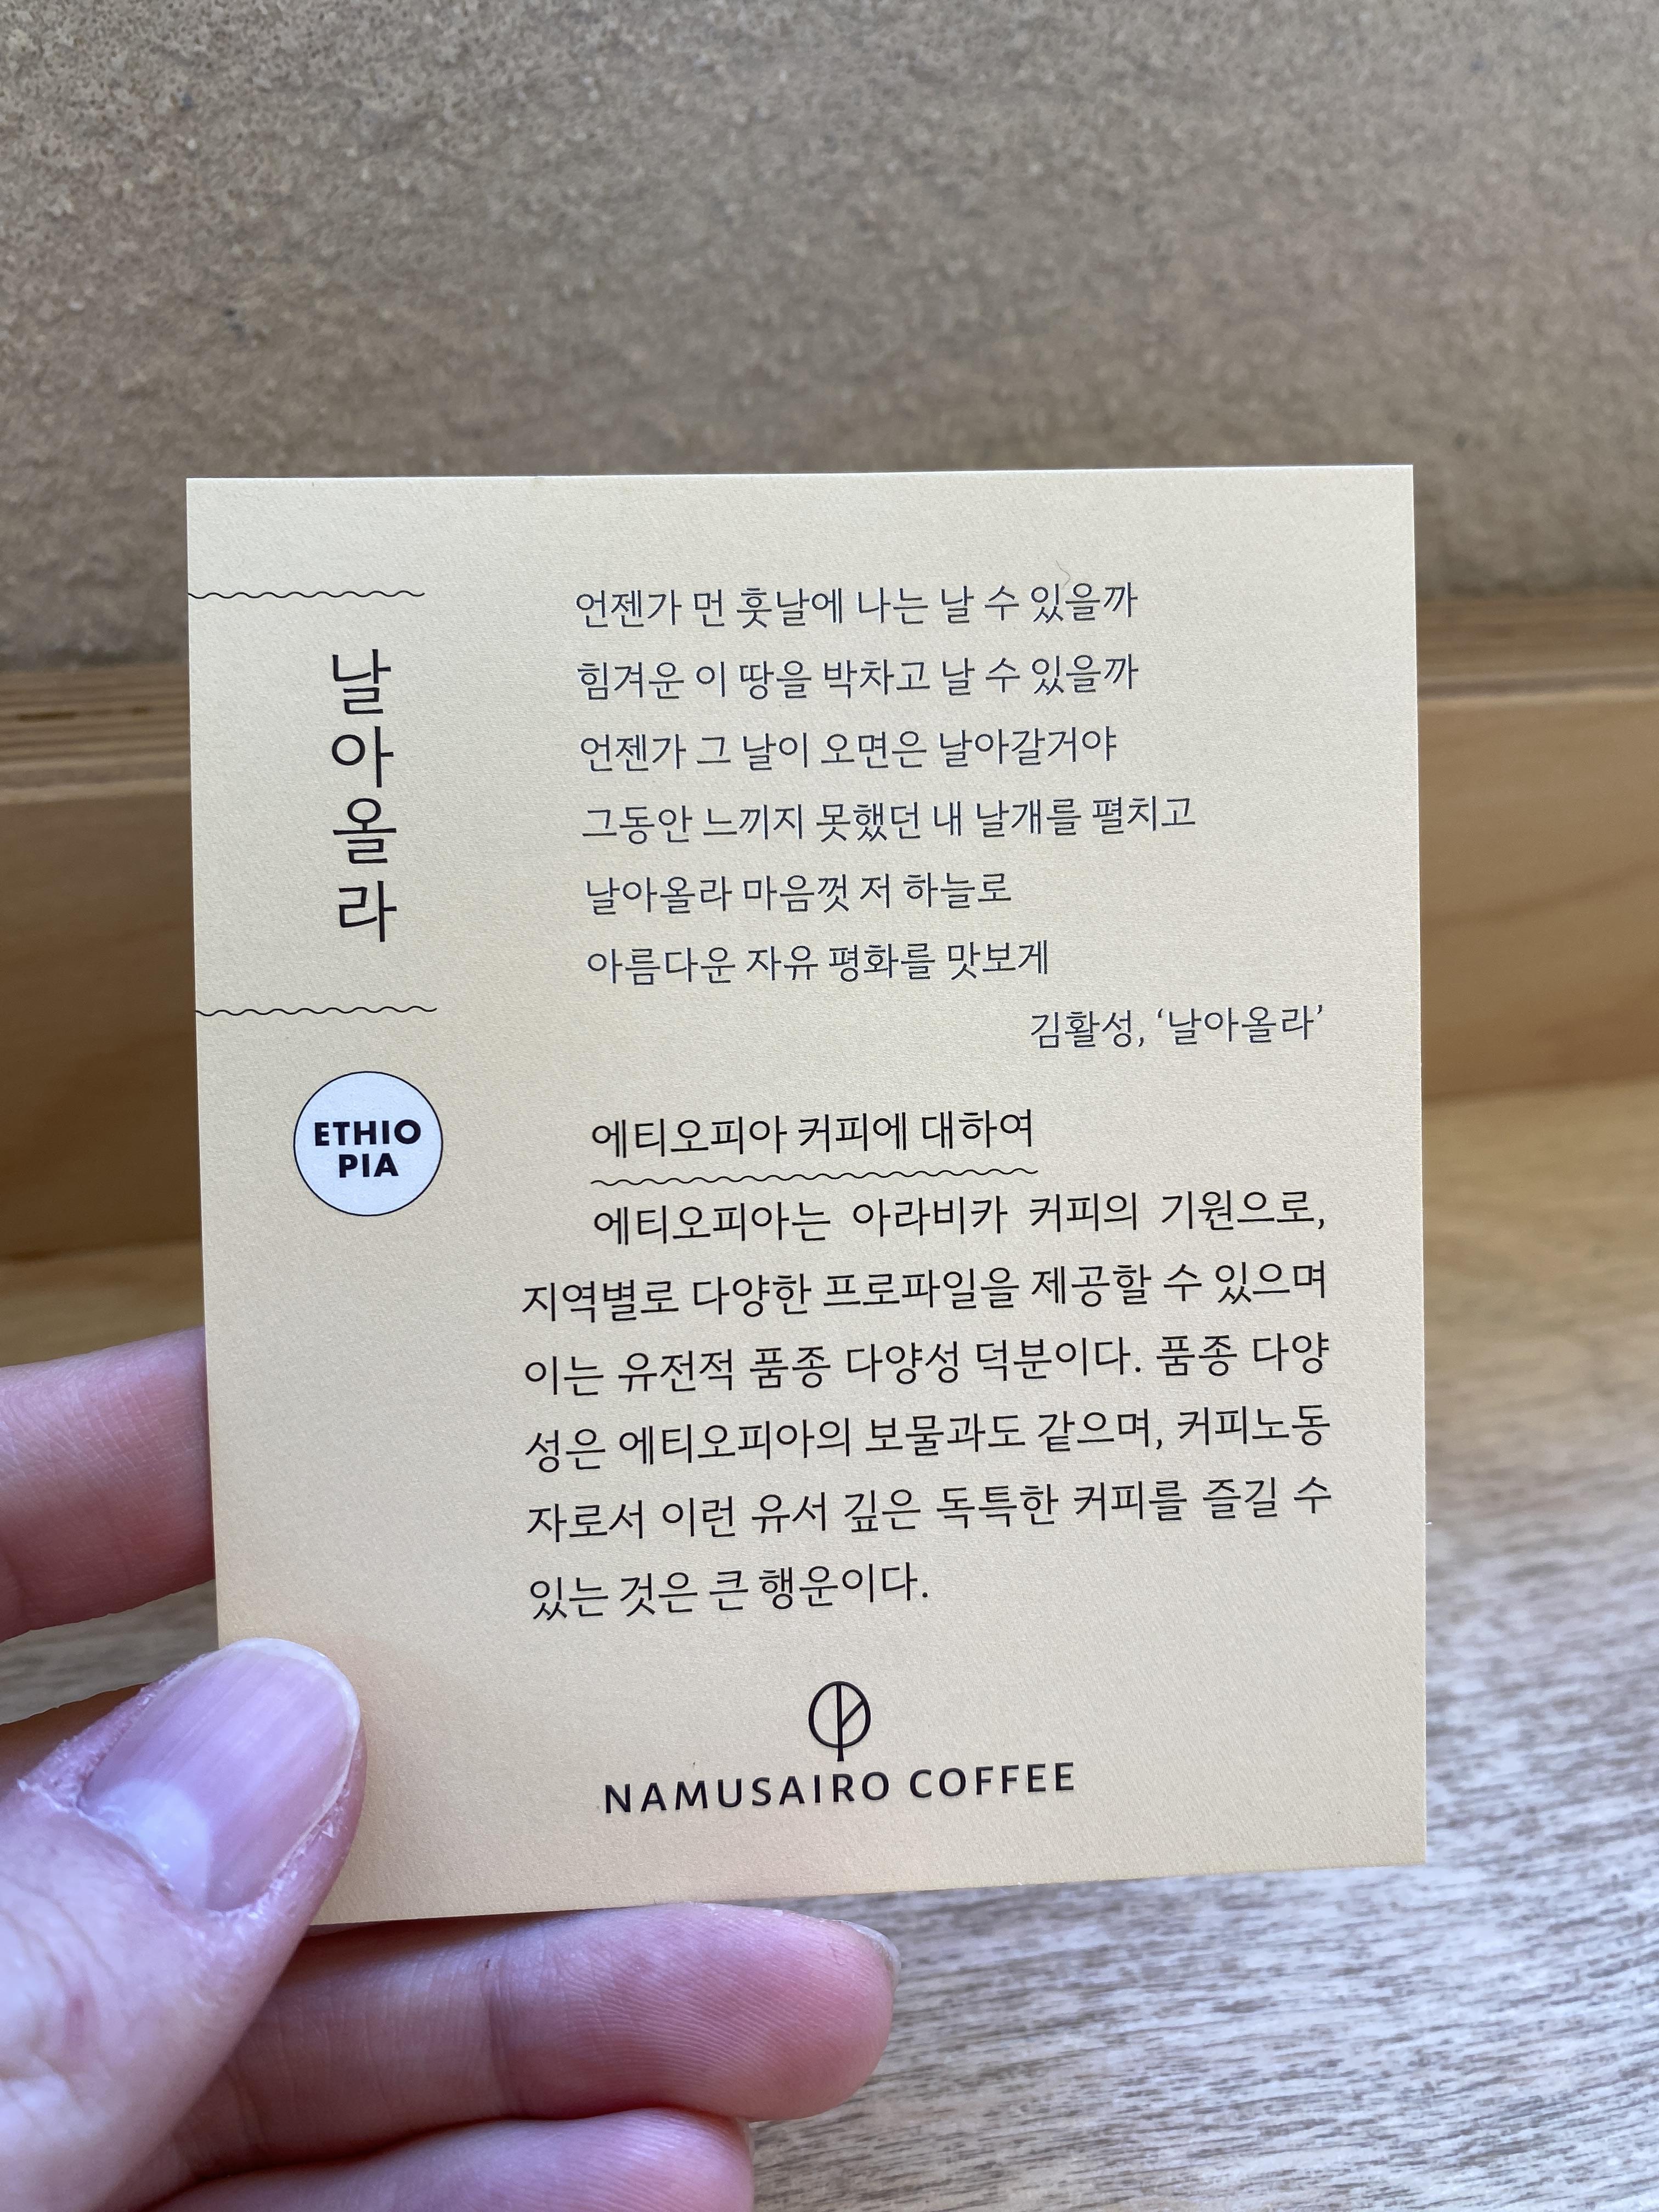 날아올라
언젠가 먼 훗날에 나는 날 수 있을까
힘겨운 이 땅을 박차고 날 수 있을까
언젠가 그 날이 오면은 날아갈거야
그동안 느끼지 못했던 내 날개를 펼치고
날아올라 마음껏 저 하늘로
아름다운 자유 평화를 맛보게
김활성, ‘날아올라’
ETHIO
PIA
에티오피아 커피에 대하여
에티오피아는 아라비카 커피의 기원으로,
지역별로 다양한 프로파일을 제공할 수 있으며
이는 유전적 품종 다양성 덕분이다. 품종 다양
성은 에티오피아의 보물과도 같으며, 커피노동
자로서 이런 유서 깊은 독특한 커피를 즐길 수
있는 것은 큰 행운이다.
NAMUSAIRO COFFEE